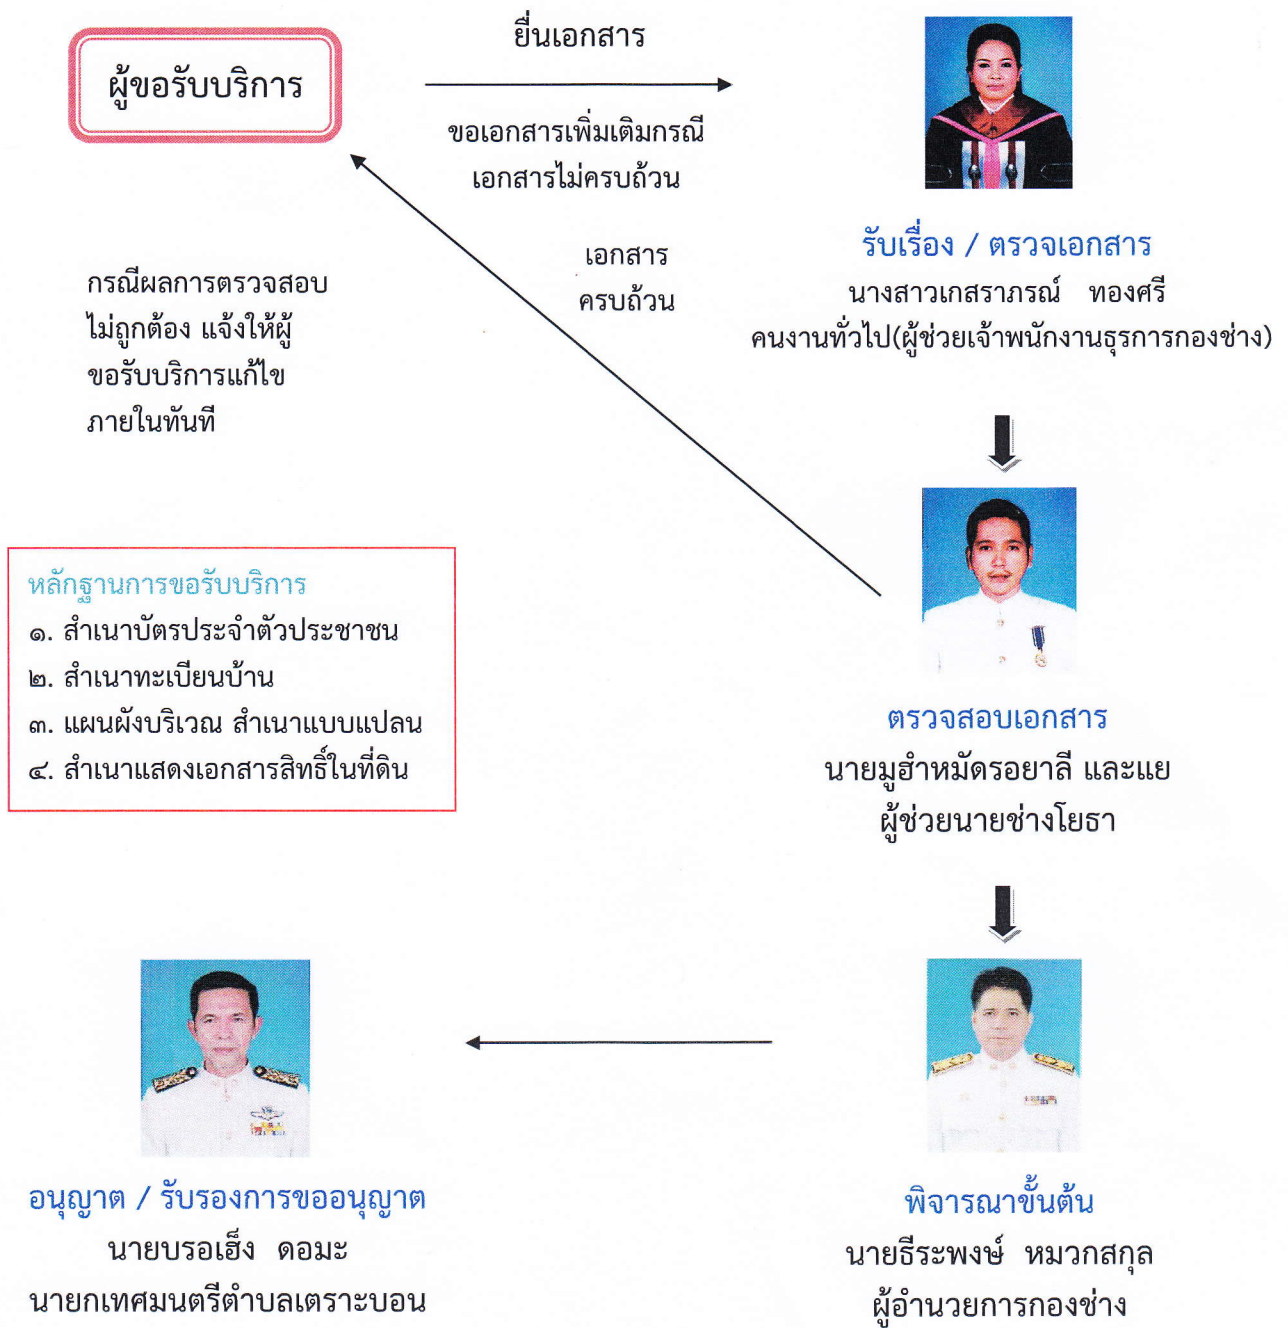 ผู้ขอรับบริการ
ยื่นเอกสาร
ขอเอกสารเพิ่มเติมกรณี
เอกสารไม่ครบถ้วน
เอกสาร
ครบถ้วน
รับเรื่อง / ตรวจเอกสาร
นางสาวเกสราภรณ์ ทองศรี
คนงานทั่วไป(ผู้ช่วยเจ้าพนักงานธุรการกองช่าง)
กรณีผลการตรวจสอบ
ไม่ถูกต้อง แจ้งให้ผู้
ขอรับบริการแก้ไข
ภายในทันที
หลักฐานการขอรับบริการ
๑. สำเนาบัตรประจำตัวประชาชน
๒. สำเนาทะเบียนบ้าน
๓. แผนผังบริเวณ สำเนาแบบแปลน
๔. สำเนาแสดงเอกสารสิทธิ์ในที่ดิน
ตรวจสอบเอกสาร
นายมูฮำหมัดรอยาลี และแย
ผู้ช่วยนายช่างโยธา
พิจารณาขั้นต้น
นายธีระพงษ์ หมวกสกุล
ผู้อำนวยการกองช่าง
อนุญาต / รับรองการขออนุญาต
นายบรอเฮ็ง ดอมะ
นายกเทศมนตรีตำบลเตราะบอน